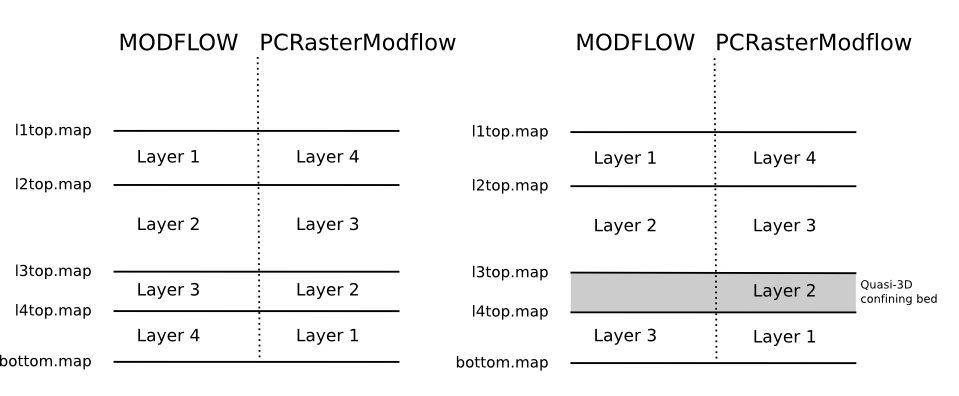 MODFLOW PCRasterModflow
l1top.map
Layer 1 Layer 4
l2top.map
Layer 2 Layer 3
l3top.map
Layer 3 Layer 2
l4top.map
Layer 4 Layer 1
bottom.map
MODFLOW PCRasterModflow
l1top.map
Layer 1 Layer 4
l2top.map
Layer 2 Layer 3
l3top.map
Layer 2
Quasi-3D
confining bed
l4top.map
Layer 3 Layer 1
bottom.map